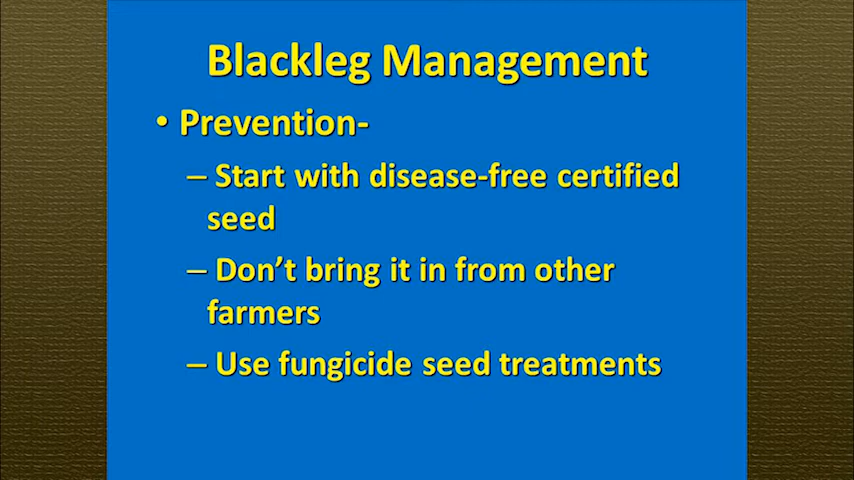 Blackleg Management
• Prevention-
– Start with disease-free certified
seed
– Don’t bring it in from other
farmers
– Use fungicide seed treatments